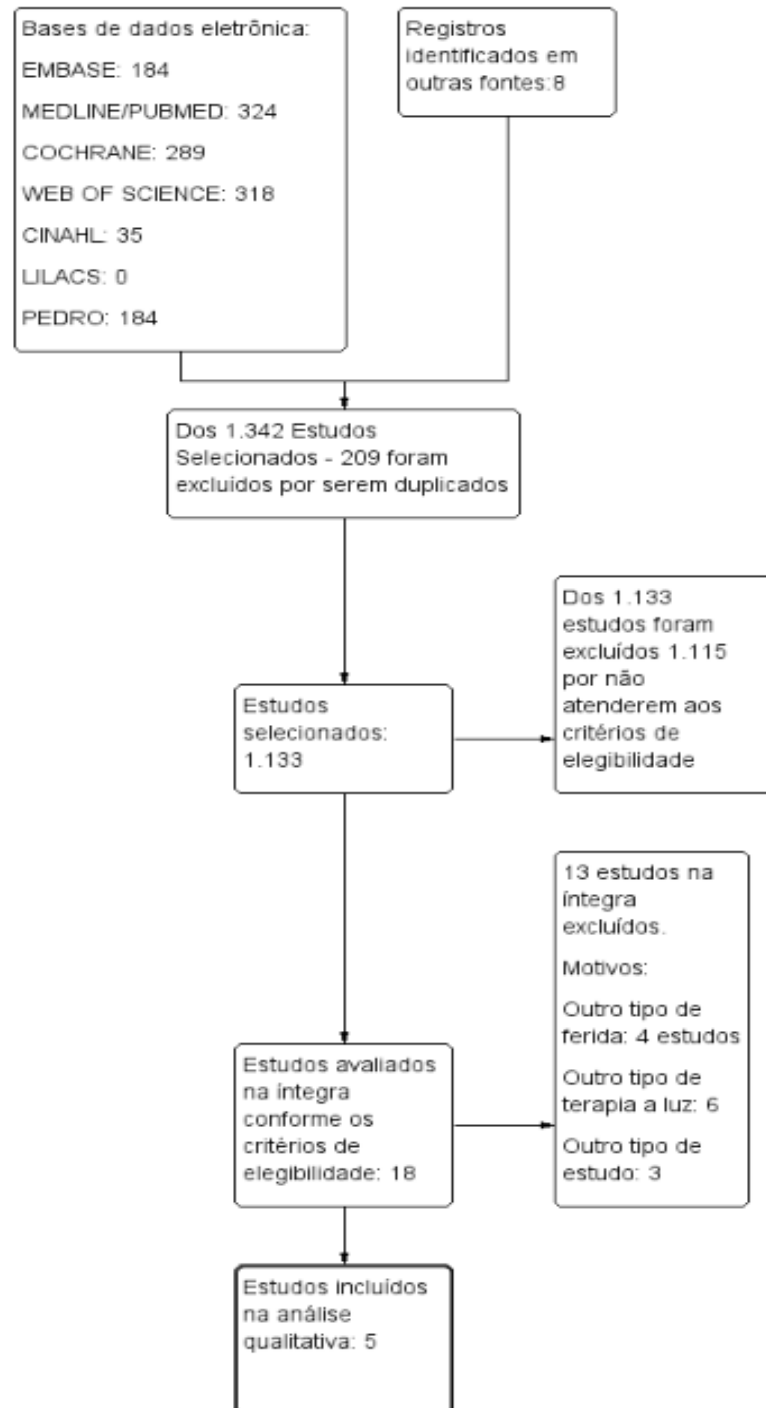 Bases de dados eletrônica:
EMBASE: 184
MEDLINE/PUBMED: 324
COCHRANE: 289
WEB OF SCIENCE: 318
CINAHL: 35
LILACS: 0
PEDRO: 184
Registros
identificados em
outras fontes:8
Dos 1.342 Estudos
Selecionados - 209 foram
excluídos por serem duplicados
Estudos
selecionados:
1.133
Dos 1.133
estudos foram
excluídos 1.115
por não
atenderem aos
critérios de
elegibilidade
Estudos avaliados
na íntegra
conforme os
critérios de
elegibilidade: 18
13 estudos na
íntegra
excluídos.
Motivos:
Outro tipo de
ferida: 4 estudos
Outro tipo de
terapia a luz: 6
Outro tipo de
estudo: 3
Estudos incluídos
na análise
qualitativa: 5